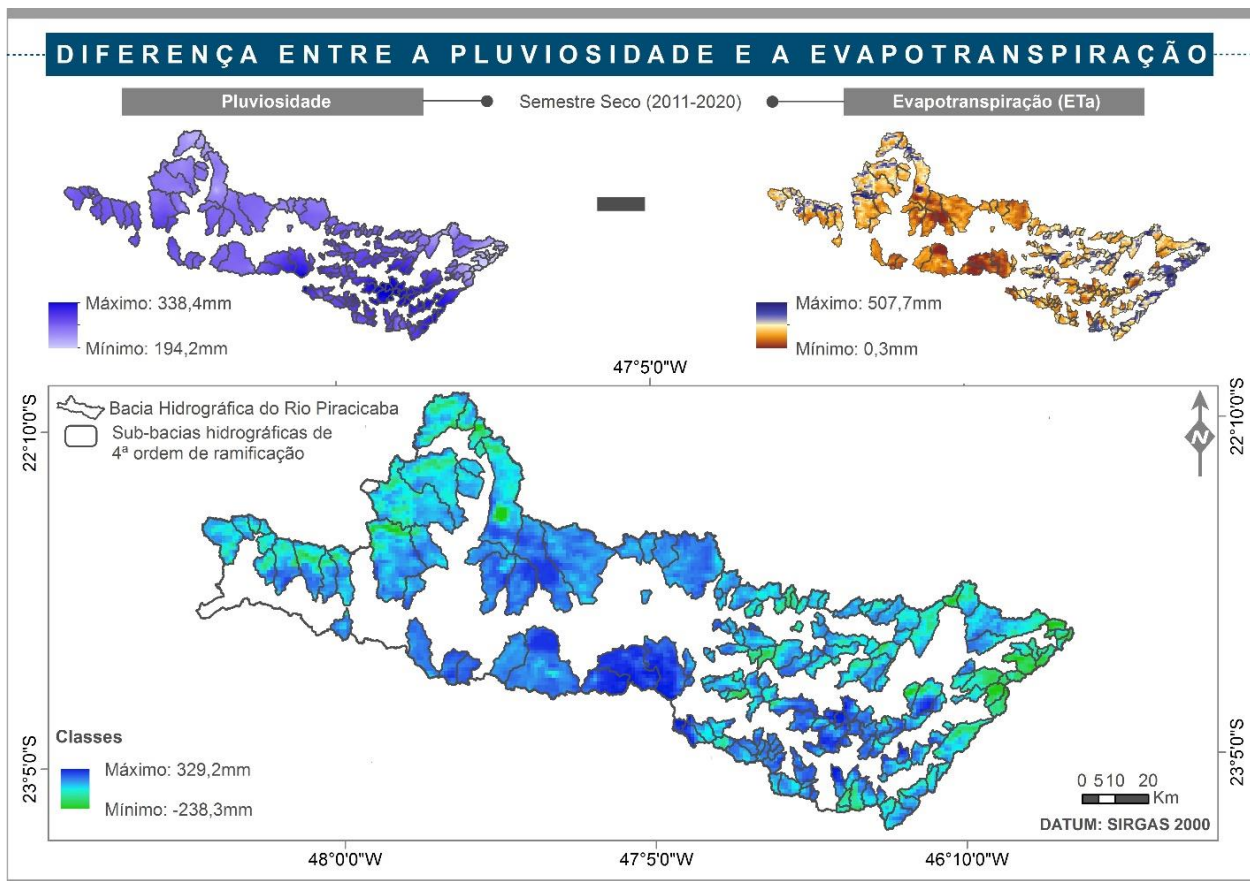 DIFERENÇA ENTRE A PLUVIOSIDADE E A EVAPOTRANSPIRAÇÃO
Pluviosidade
Semestre Seco (2011-2020)
Evapotranspiração (ETa)
Máximo: 338,4mm
Mínimo: 194,2mm
Máximo: 507,7mm
Mínimo: 0,3mm
47°5'0"W
22°10'0"S
22°10'0"S
Bacia Hidrográfica do Rio Piracicaba
Sub-bacias hidrográficas de
4ª ordem de ramificação
N
Classes
Máximo: 329,2mm
Mínimo: -238,3mm
23°5'0"S
23°5'0"S
0 510 20
Km
DATUM: SIRGAS 2000
48°0'0"W
47°5'0"W
46°10'0"W